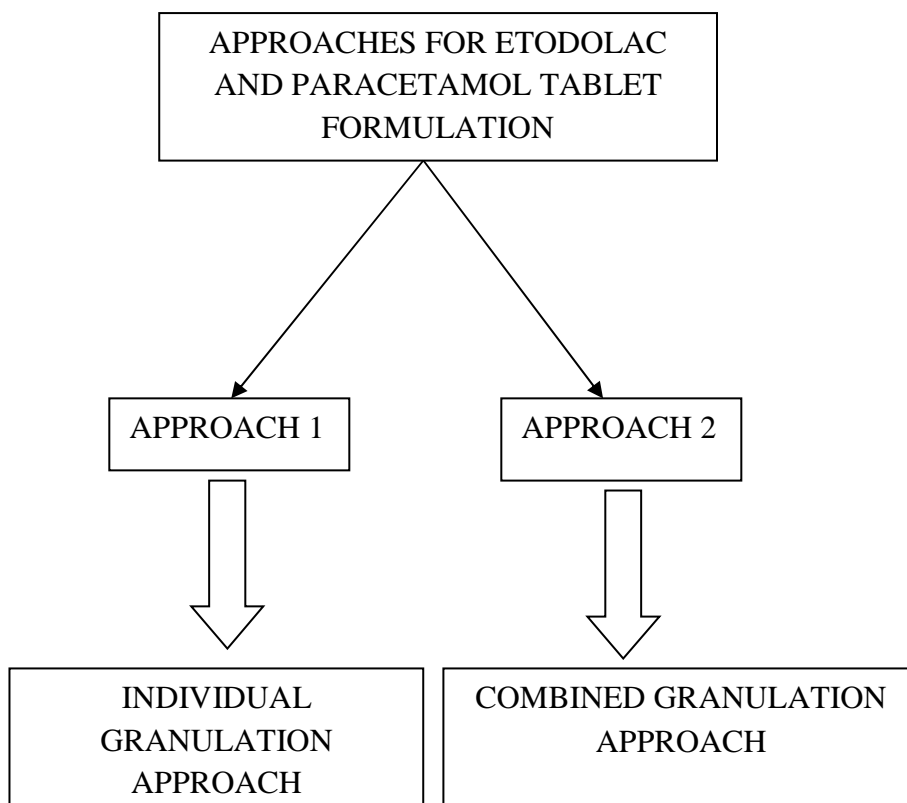 APPROACHES FOR ETODOLAC
AND PARACETAMOL TABLET
FORMULATION
APPROACH 1
APPROACH 2
INDIVIDUAL
GRANULATION
APPROACH
COMBINED GRANULATION
APPROACH